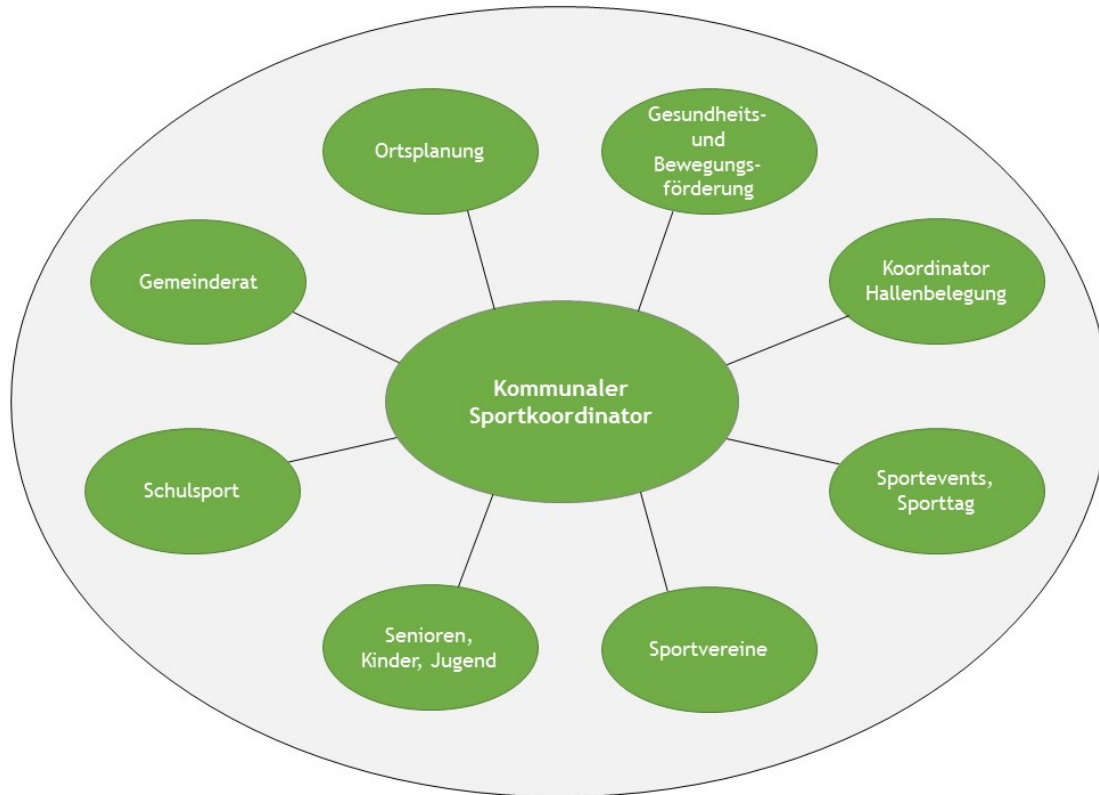 Ortsplanung
Gesundheits-
und
Bewegungs-
förderung
Gemeinderat
Koordinator
Hallenbelegung
Kommunaler
Sportkoordinator
Schulsport
Sportevents,
Sporttag
Senioren,
Kinder, Jugend
Sportvereine